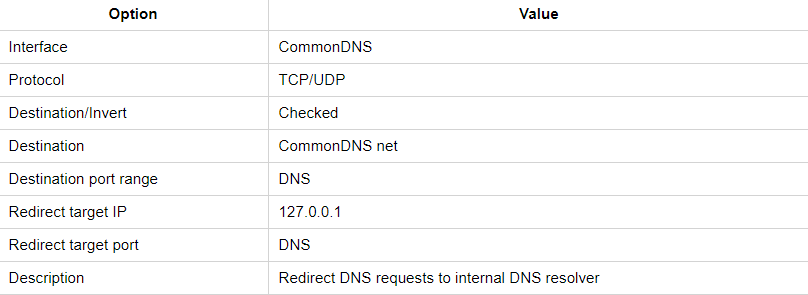 Option Value
Interface CommonDNS
Protocol TCP/UDP
Destination/Invert Checked
Destination CommonDNS net
Destination port range DNS
Redirect target IP 127.0.0.1
Redirect target port DNS
Description Redirect DNS requests to internal DNS resolver